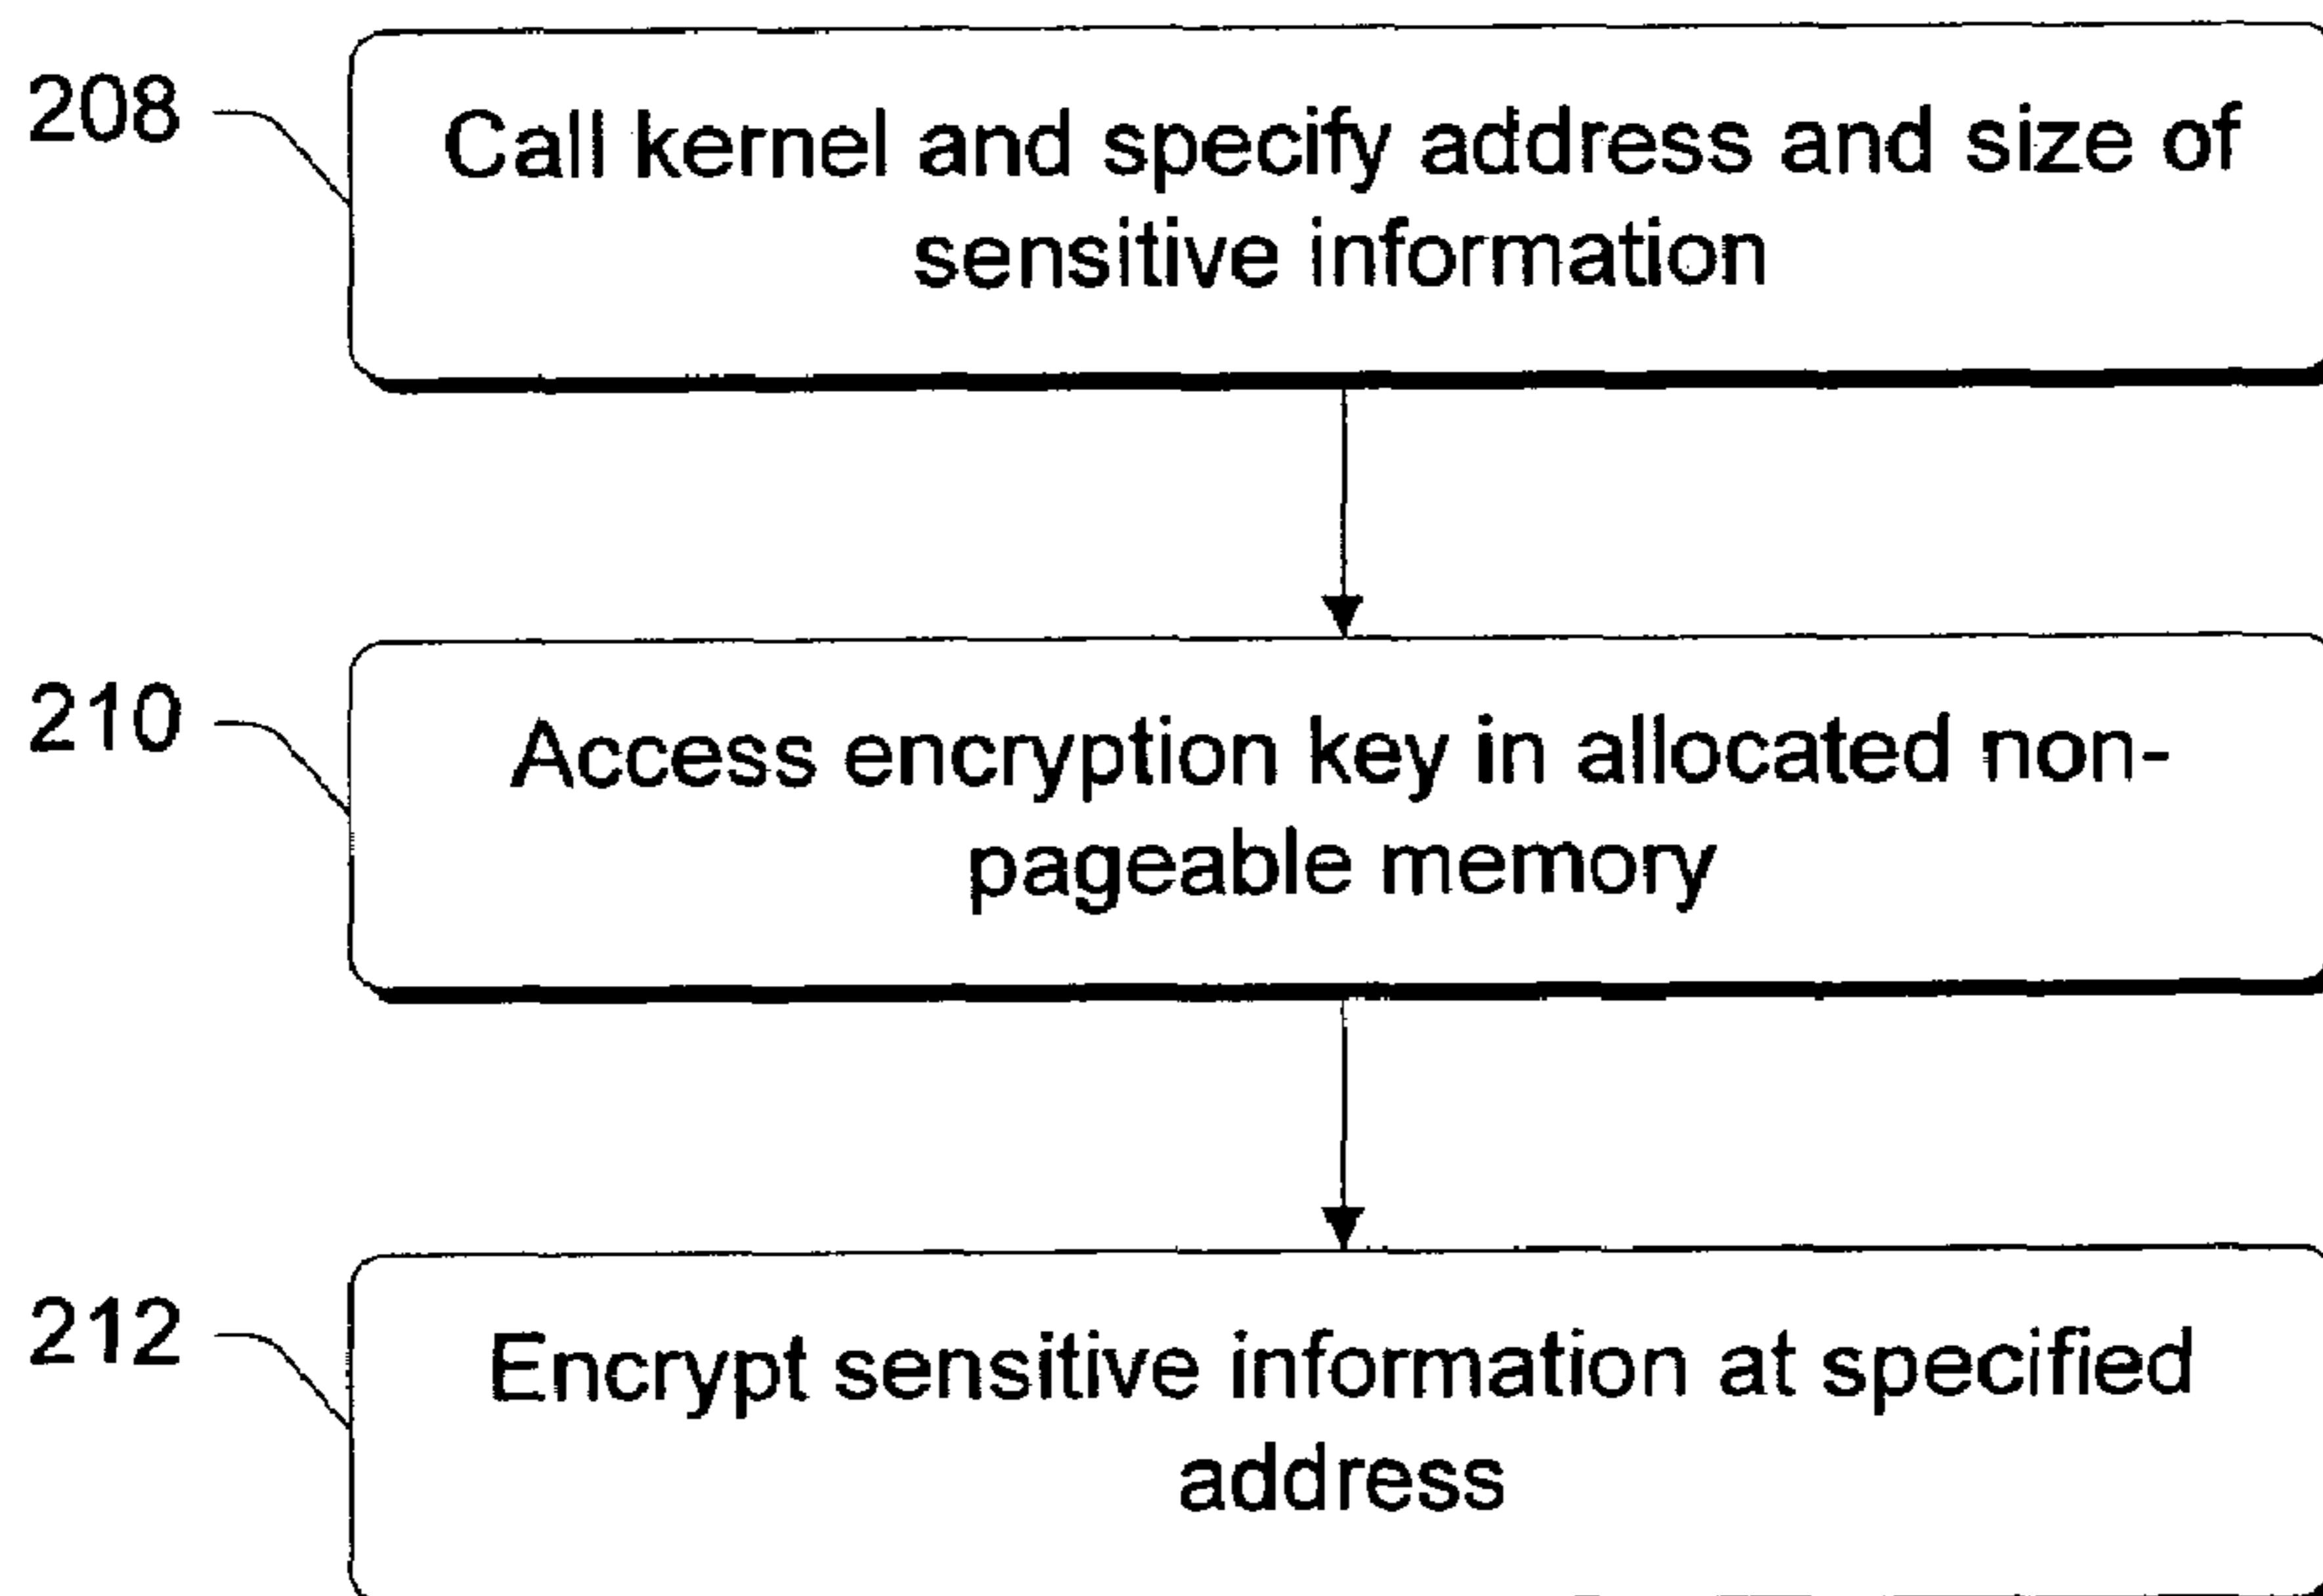 208
Call kernel and specify address and size of
sensitive information
210
Access encryption key in allocated non-
pageable memory
212
Encrypt sensitive information at specified
address